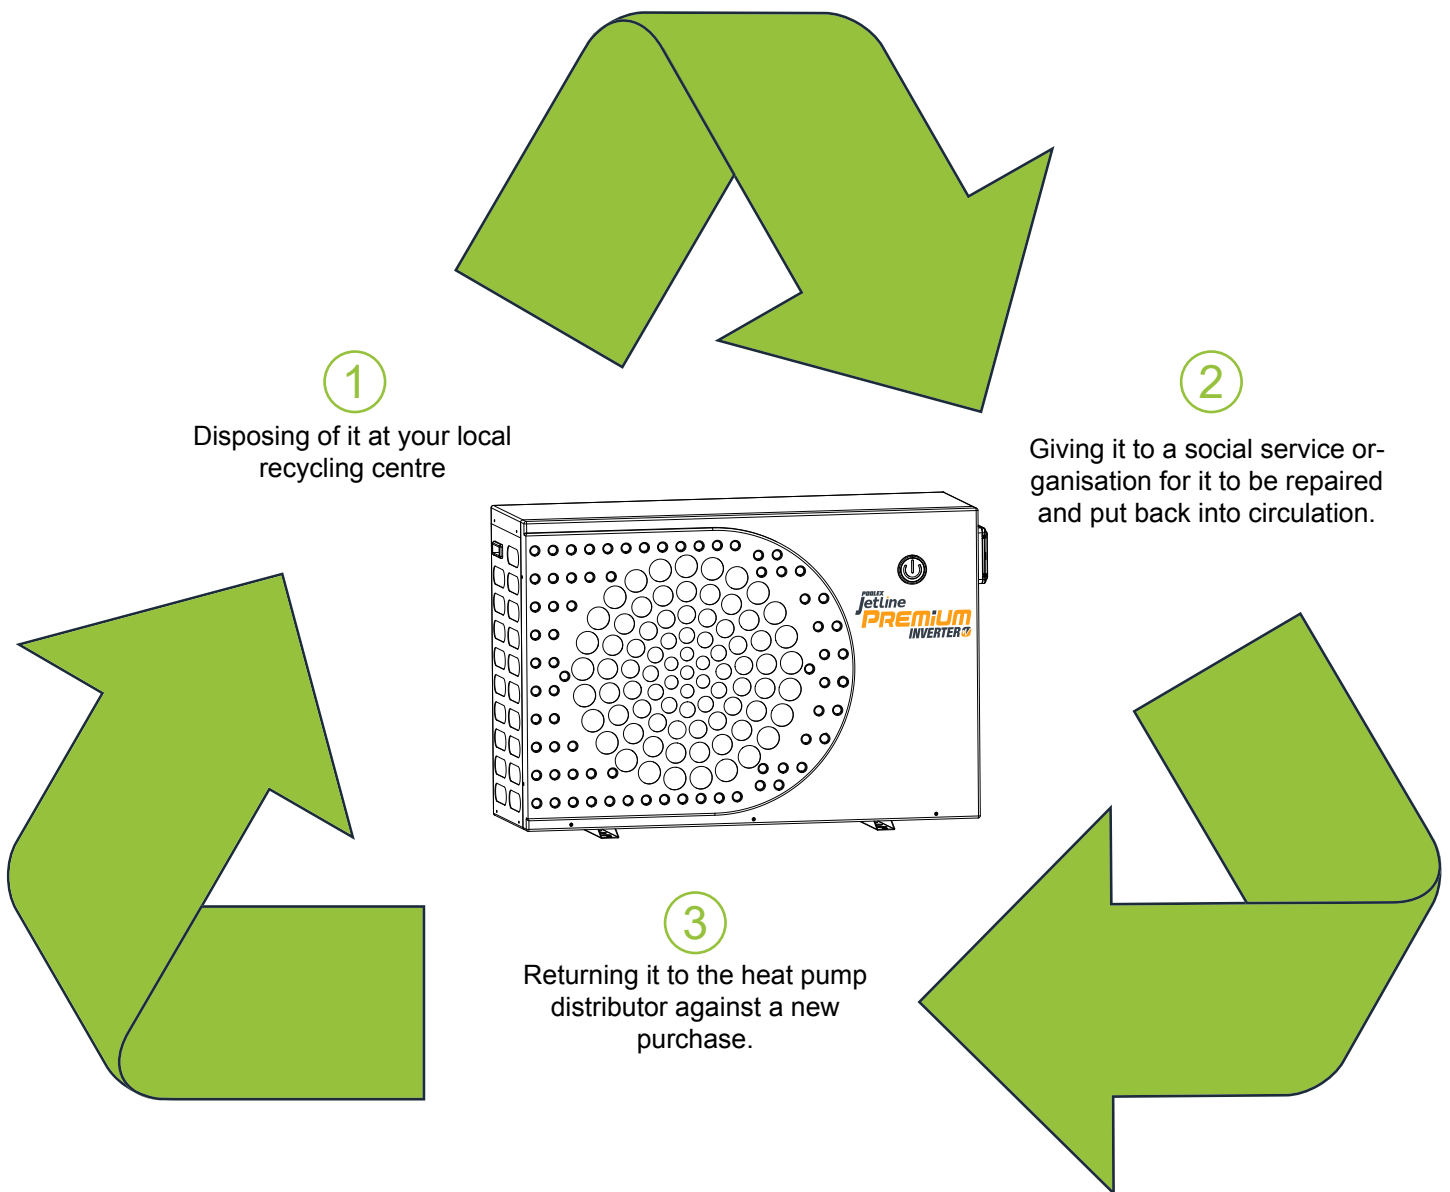 1
Disposing of it at your local
recycling centre
2
Giving it to a social service or-
ganisation for it to be repaired
and put back into circulation.
POOLEX
Jetline
PREMIUM
INVERTER
3
Returning it to the heat pump
distributor against a new
purchase.